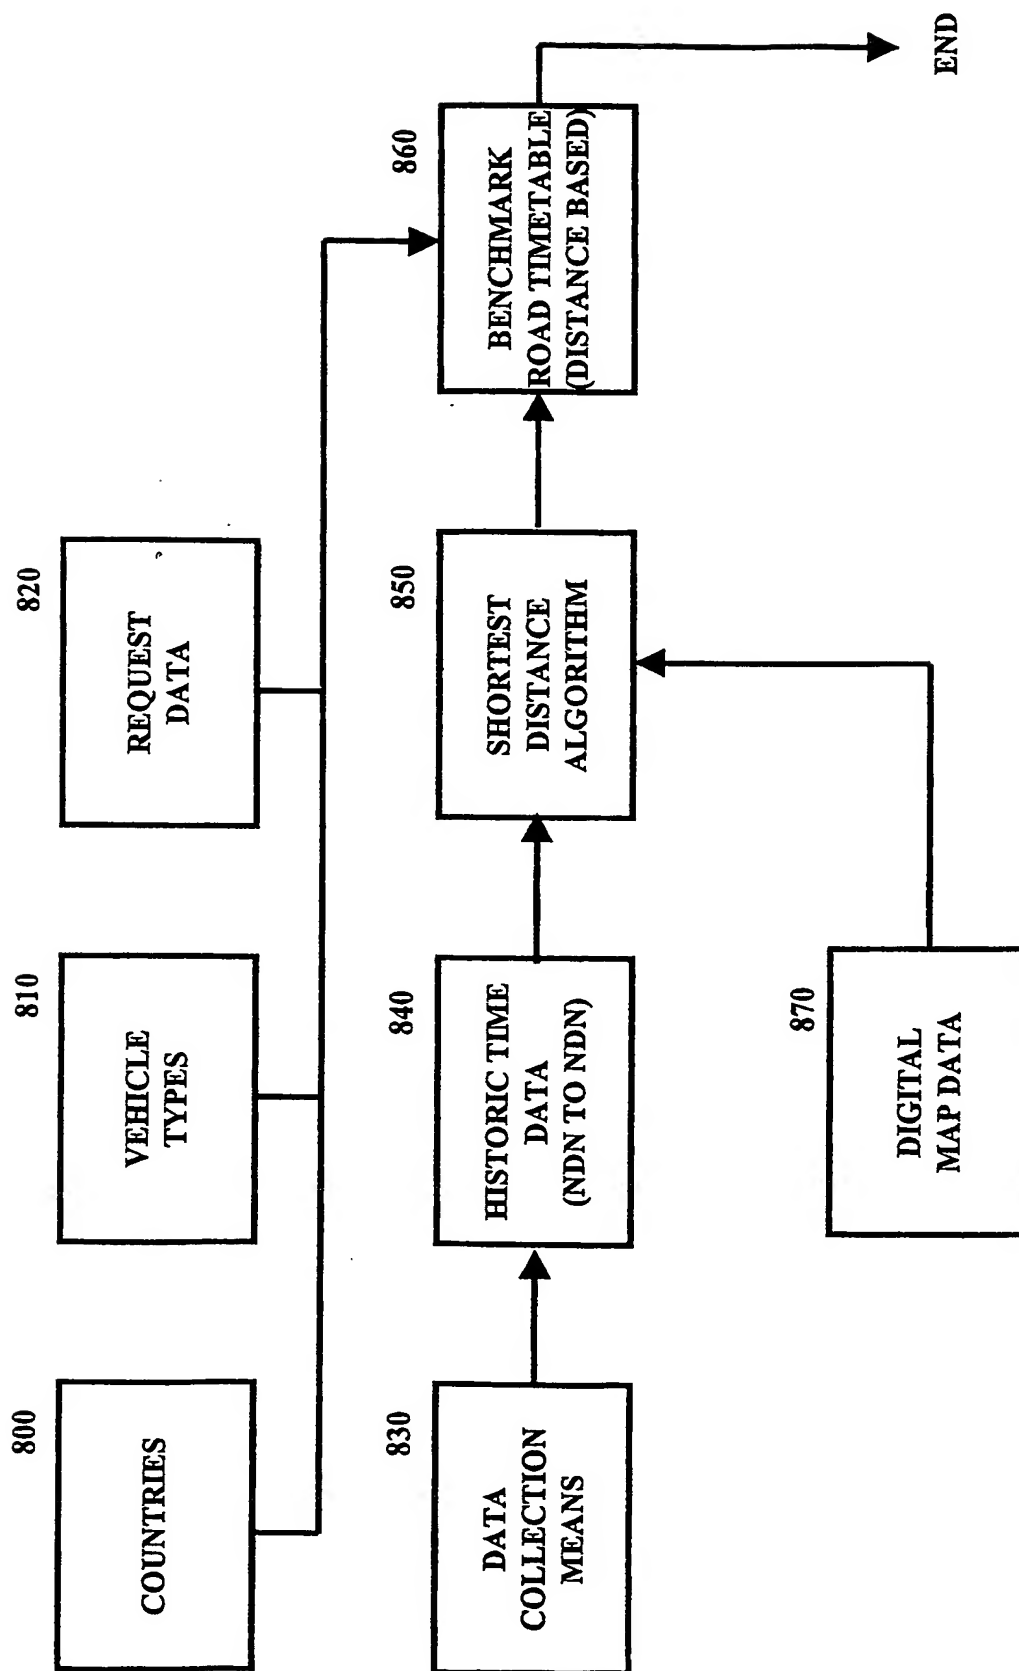 800
COUNTRIES
810
VEHICLE
TYPES
820
REQUEST
DATA
830
DATA
COLLECTION
MEANS
840
HISTORIC TIME
DATA
(NDN TO NDN)
850
SHORTEST
DISTANCE
ALGORITHM
860
BENCHMARK
ROAD TIMETABLE
(DISTANCE BASED)
END
870
DIGITAL
MAP DATA